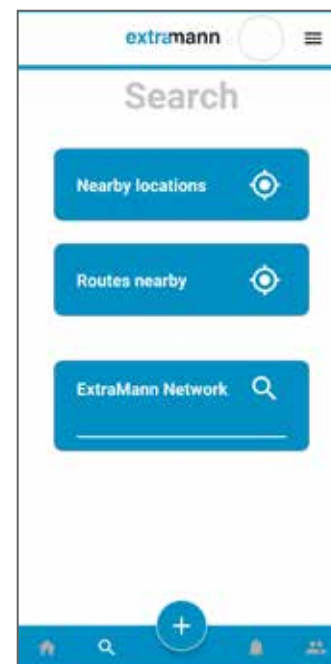 extramann
Search
Nearby locations
Routes nearby
ExtraMann Network